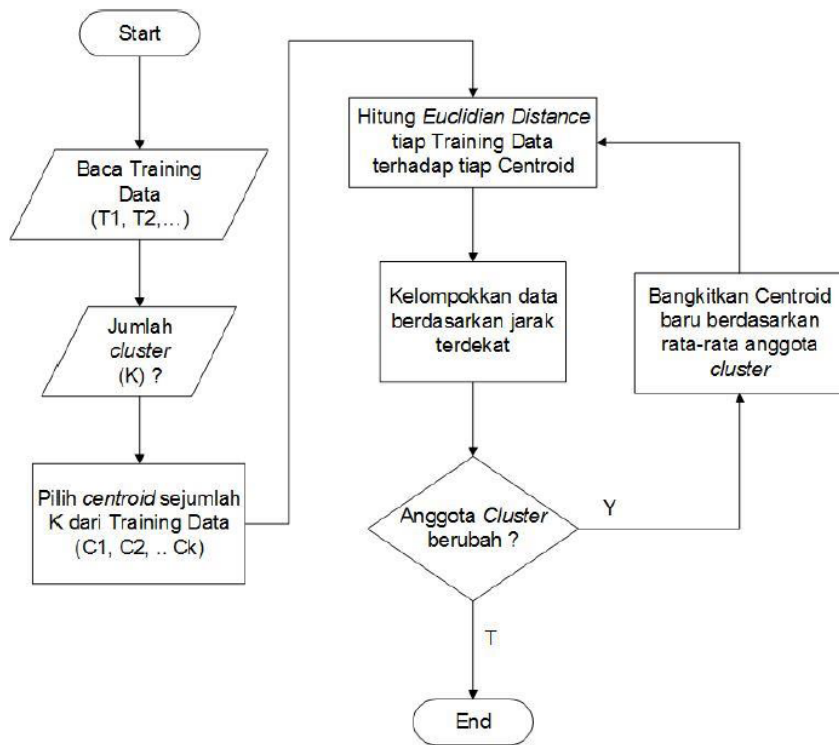 Start
Baca Training
Data
(T1, T2,...)
Jumlah
cluster
(K) ?
Pilih centroid sejumlah
K dari Training Data
(C1, C2, .. Ck)
Hitung Euclidian Distance
tiap Training Data
terhadap tiap Centroid
Kelompokkan data
berdasarkan jarak
terdekat
Anggota Cluster
berubah ?
Y
Bangkitkan Centroid
baru berdasarkan
rata-rata anggota
cluster
T
End